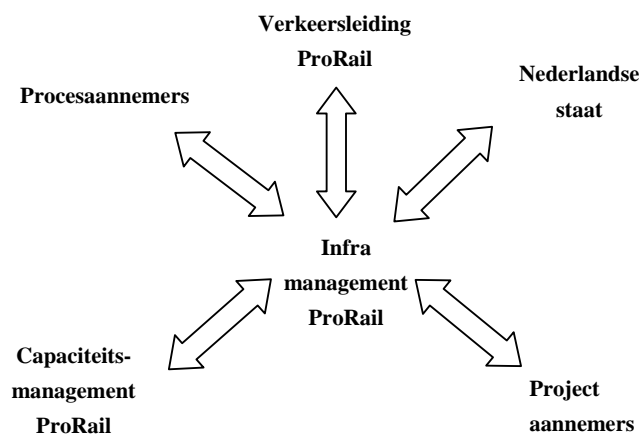 Verkeersleiding
ProRail
Nederlandse
staat
Procesaannemers
Infra
management
ProRail
Capaciteits-
management
ProRail
Project
aannemers